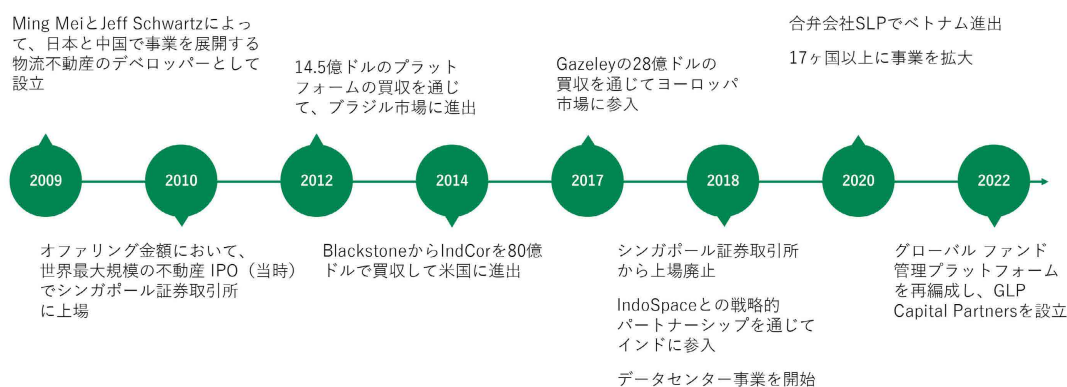 Ming MeiとJeff Schwartzによっ
て、日本と中国で事業を展開する
物流不動産のデベロッパーとして
設立
14.5億ドルのプラット
フォームの買収を通じ
て、ブラジル市場に進出
Gazeleyの28億ドルの
買収を通じてヨーロッパ
市場に参入
合弁会社SLPでベトナム進出
17ヶ国以上に事業を拡大
2009
2010
2012
2014
2017
2018
2020
2022
オファリング金額において、
世界最大規模の不動産 IPO（当時）
でシンガポール証券取引所
に上場
BlackstoneからIndCorを80億
ドルで買収して米国に進出
シンガポール証券取引所
から上場廃止
IndoSpaceとの戦略的
パートナーシップを通じて
インドに参入
データセンター事業を開始
グローバル ファンド
管理プラットフォーム
を再編成し、GLP
Capital Partnersを設立